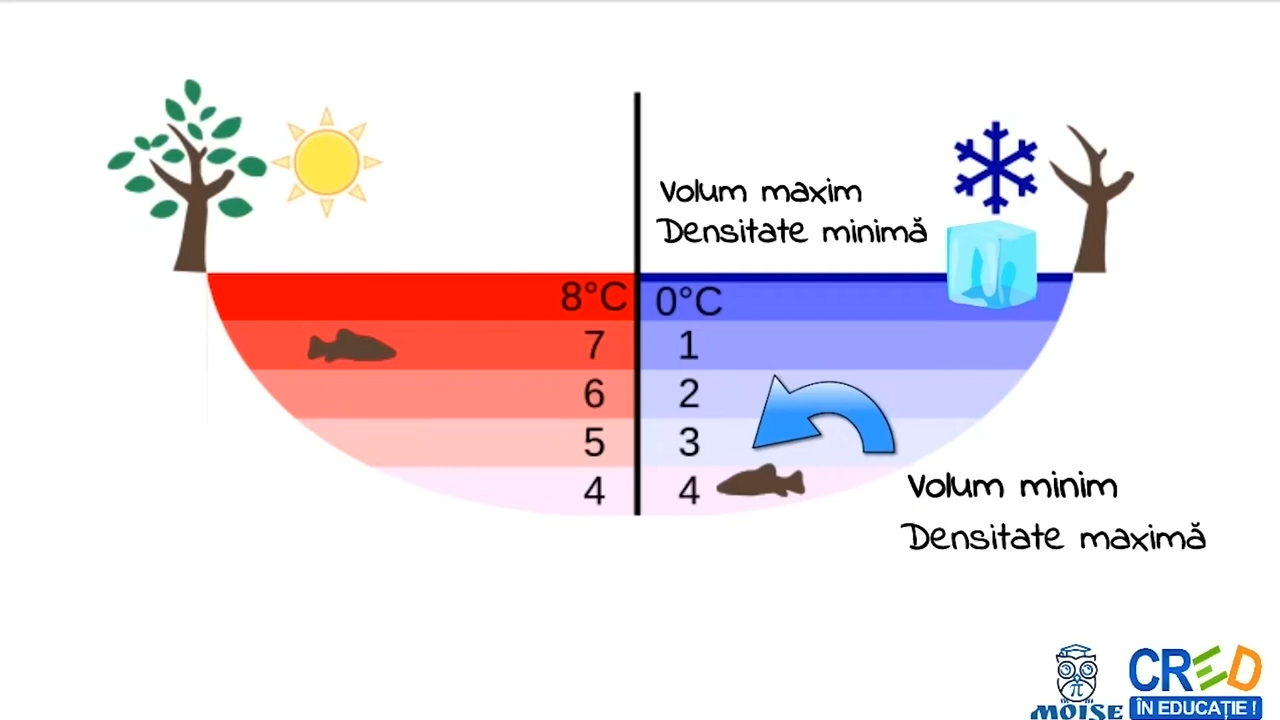 Volum maxim
Densitate minimă
8°C 0°C
7 1
6 2
5 3
4 4
Volum minim
Densitate maximă
π
MOISE
CRED
ÎN EDUCAȚIE !